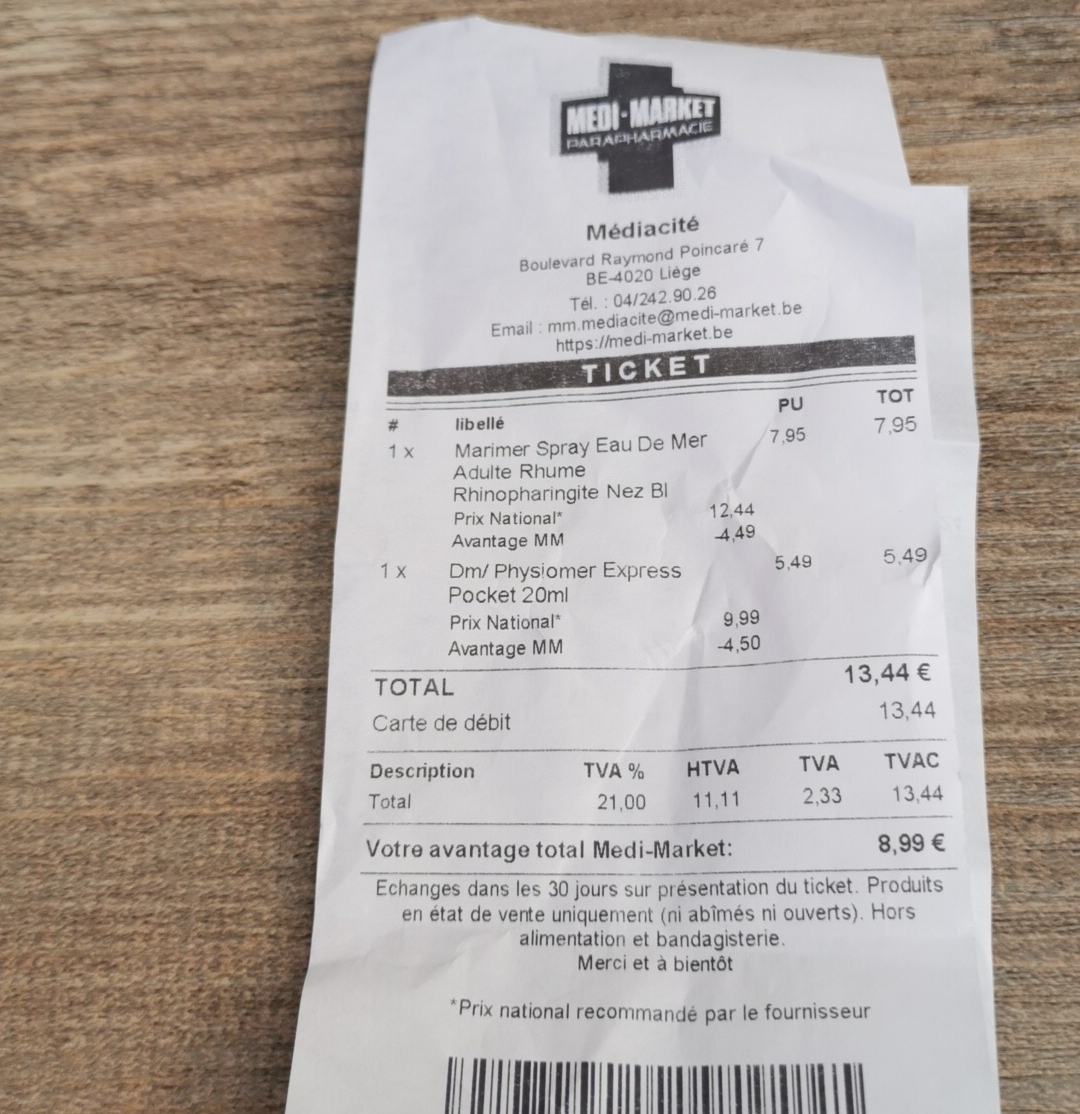 MEDI-MARKET
PARAPHARMACIE
Médiacité
Boulevard Raymond Poincaré 7
BE-4020 Liège
Tél. : 04/242.90.26
Email : mm.mediacite@medi-market.be
https://medi-market.be
TICKET
# libellé PU TOT
1 x Marimer Spray Eau De Mer 7,95 7,95
Adulte Rhume
Rhinopharingite Nez Bl
Prix National* 12,44
Avantage MM -4,49
1 x Dm/ Physiomer Express 5,49 5,49
Pocket 20ml
Prix National* 9,99
Avantage MM -4,50
TOTAL 13,44 €
Carte de débit 13,44
Description TVA % HTVA TVA TVAC
Total 21,00 11,11 2,33 13,44
Votre avantage total Medi-Market: 8,99 €
Echanges dans les 30 jours sur présentation du ticket. Produits
en état de vente uniquement (ni abîmés ni ouverts). Hors
alimentation et bandagisterie.
Merci et à bientôt
*Prix national recommandé par le fournisseur